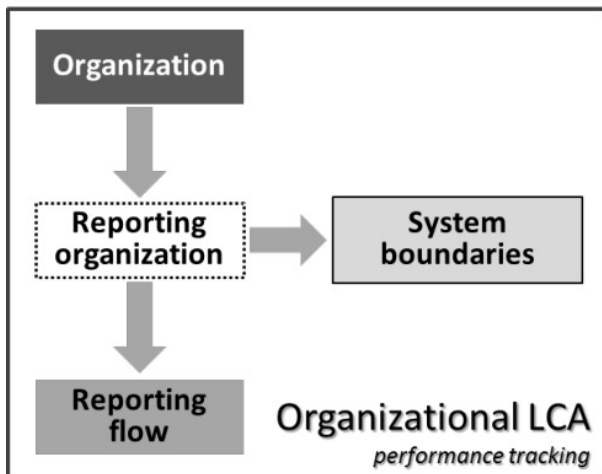 Organization
Reporting
organization
System
boundaries
Reporting
flow
Organizational LCA
performance tracking